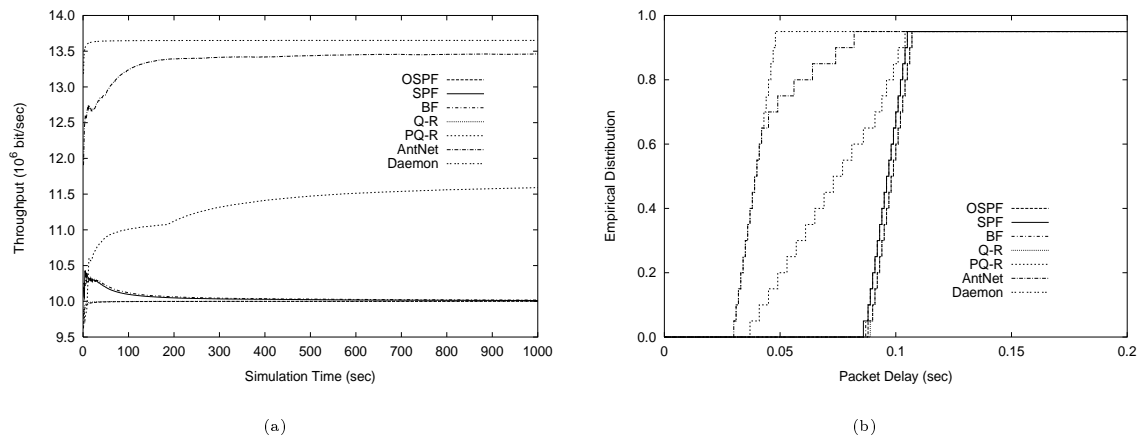 14.0
13.5
13.0
12.5
12.0
11.5
11.0
10.5
10.0
9.5
Throughput (10^6 bit/sec)
OSPF
SPF
BF
Q-R
PQ-R
AntNet
Daemon
0 100 200 300 400 500 600 700 800 900 1000
Simulation Time (sec)
(a)
1.0
0.8
0.6
0.4
0.2
0.0
Empirical Distribution
OSPF
SPF
BF
Q-R
PQ-R
AntNet
Daemon
0 0.05 0.1 0.15 0.2
Packet Delay (sec)
(b)